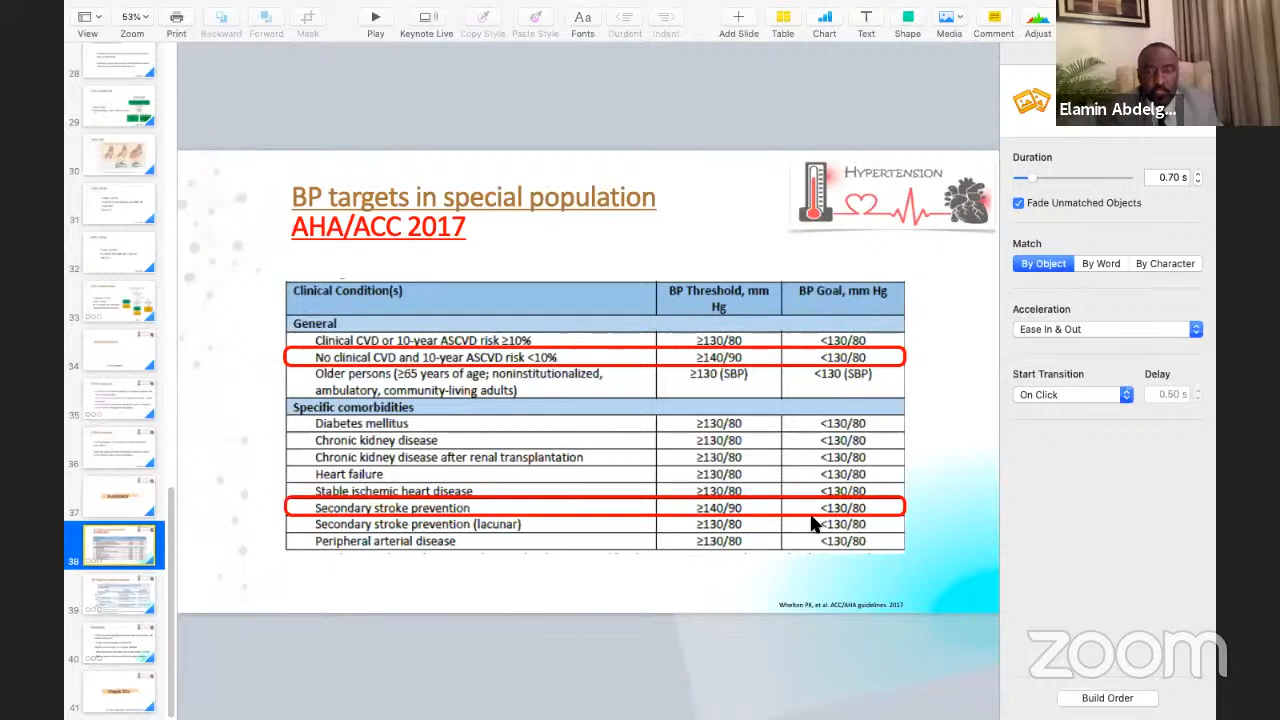 53%
View
Zoom
Print
Backward
Forward
Mask
Play
Keynote Live
Copy Style
Paste Style
Aa
Fonts
Outdent
Indent
Add Slide
Table
Chart
T
Text
Shape
Media
Comment
Adjust
Elamin Abdelg...
28
29
30
31
32
33
34
35
36
37
38
39
40
41
BP targets in special population
AHA/ACC 2017
HYPERTENSION
Clinical Condition(s) BP Threshold, mm Hg BP Goal, mm Hg
General
Clinical CVD or 10-year ASCVD risk ≥10% ≥130/80 <130/80
No clinical CVD and 10-year ASCVD risk <10% ≥140/90 <130/80
Older persons (≥65 years of age; noninstitutionalized, ≥130 (SBP) <130 (SBP)
ambulatory, community-living adults)
Specific comorbidities
Diabetes mellitus ≥130/80 <130/80
Chronic kidney disease ≥130/80 <130/80
Chronic kidney disease after renal transplantation ≥130/80 <130/80
Heart failure ≥130/80 <130/80
Stable ischemic heart disease ≥130/80 <130/80
Secondary stroke prevention ≥140/90 <130/80
Secondary stroke prevention (lacunar) ≥130/80 <130/80
Peripheral arterial disease ≥130/80 <130/80
Whelton PK, et al. ACC/AHA guidelines 2017
Duration
0.70 s
Fade Unmatched Objects
Match
By Object
By Word
By Character
Acceleration
Ease In & Out
Start Transition
Delay
On Click
0.50 s
zoom
Build Order